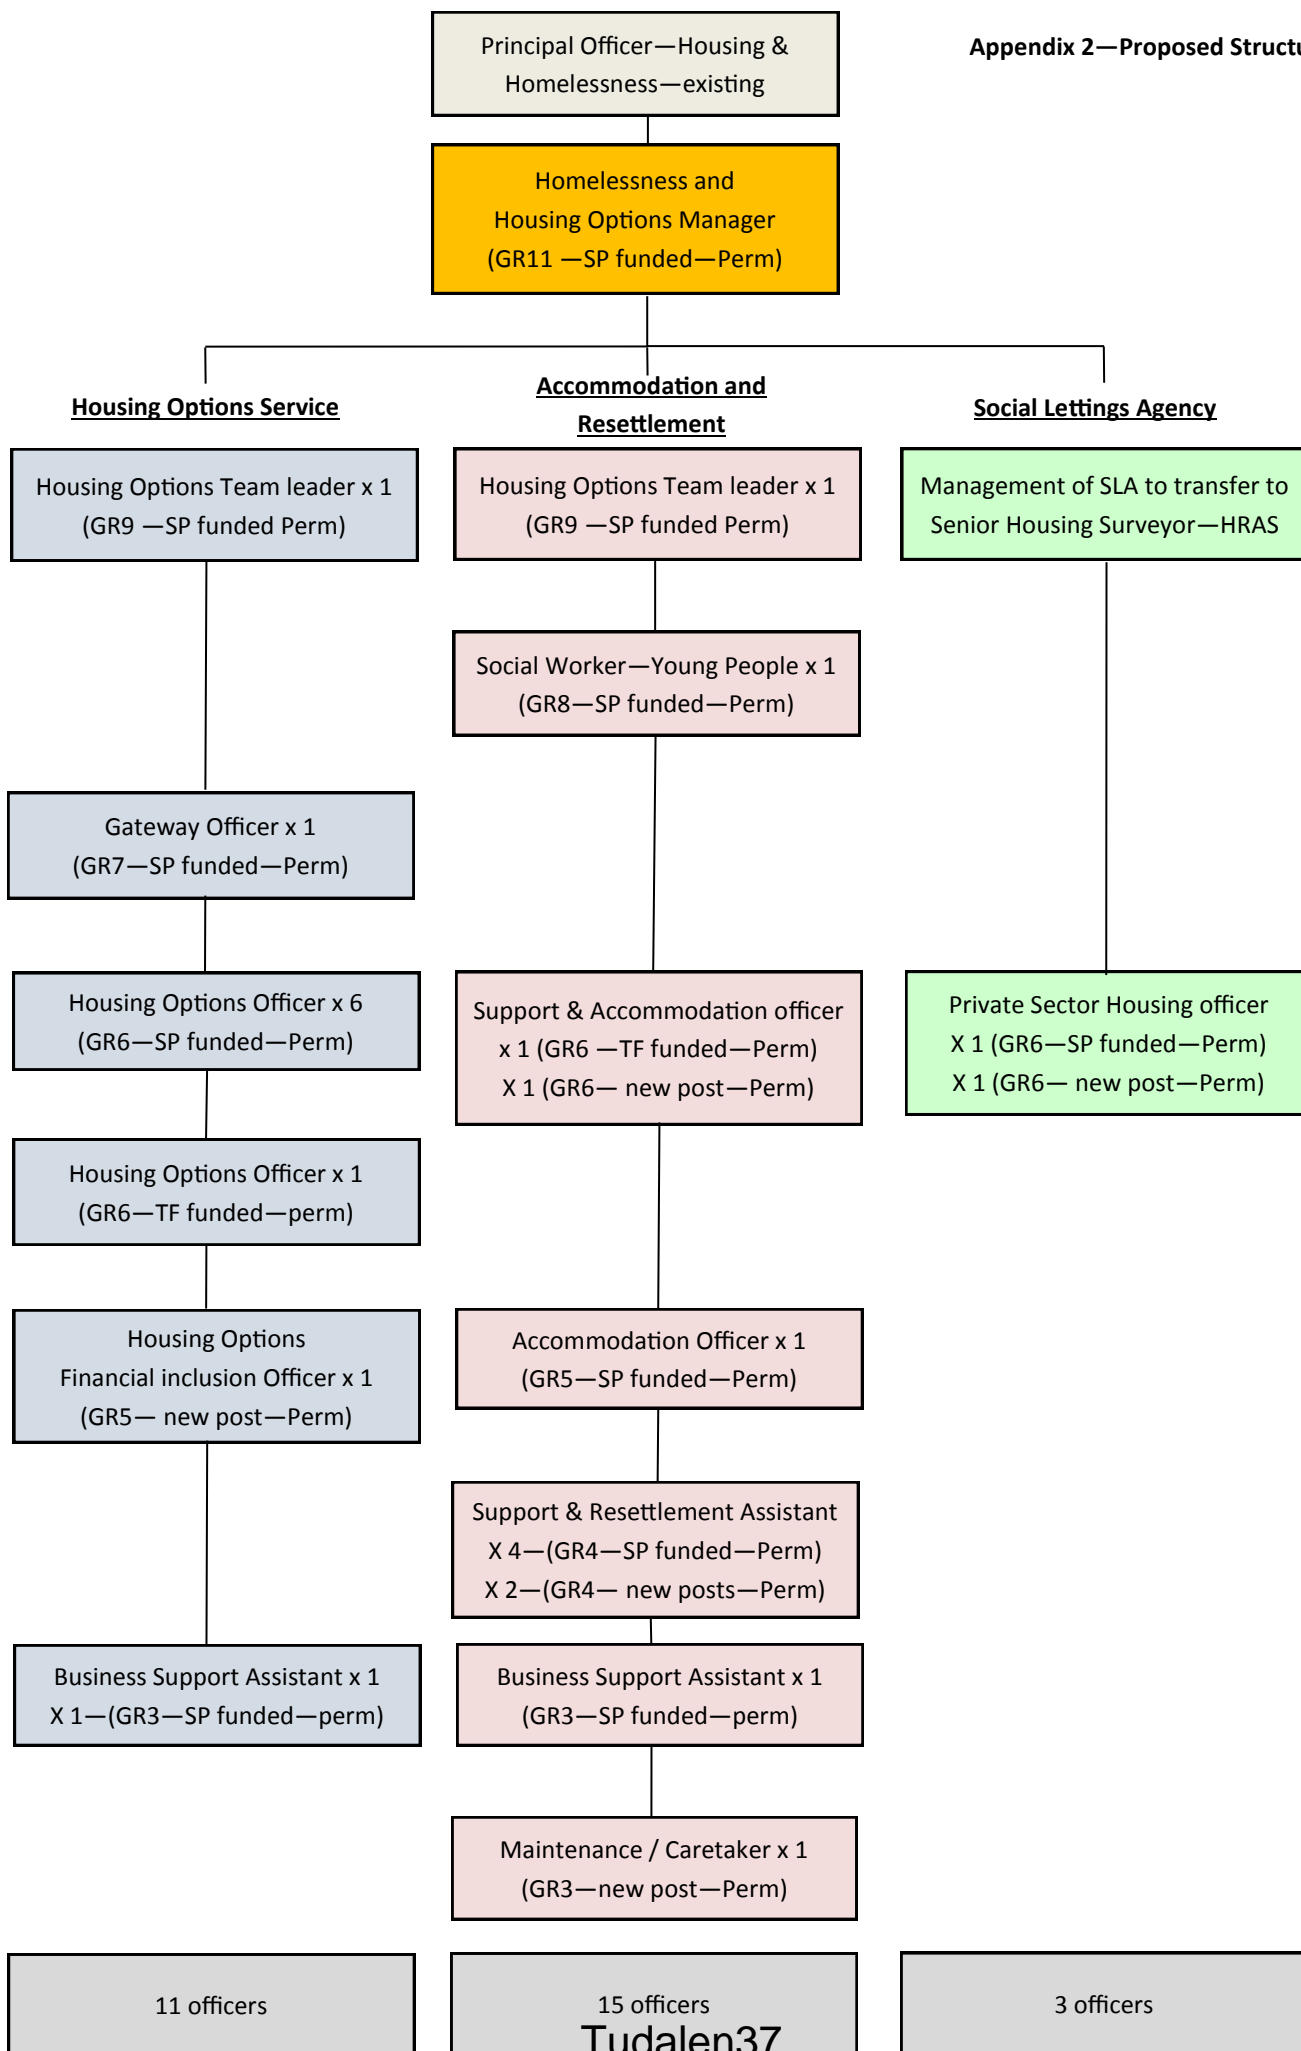 Principal Officer—Housing &
Homelessness—existing
Appendix 2—Proposed
Homelessness and
Housing Options Manager
(GR11 —SP funded—Perm)
Housing Options Service
Housing Options Team leader x 1
(GR9 —SP funded Perm)
Gateway Officer x 1
(GR7—SP funded—Perm)
Housing Options Officer x 6
(GR6—SP funded—Perm)
Housing Options Officer x 1
(GR6—TF funded—perm)
Housing Options
Financial inclusion Officer x 1
(GR5— new post—Perm)
Business Support Assistant x 1
X 1—(GR3—SP funded—perm)
11 officers
Accommodation and
Resettlement
Housing Options Team leader x 1
(GR9 —SP funded Perm)
Social Worker—Young People x 1
(GR8—SP funded—Perm)
Support & Accommodation officer
x 1 (GR6 —TF funded—Perm)
X 1 (GR6— new post—Perm)
Accommodation Officer x 1
(GR5—SP funded—Perm)
Support & Resettlement Assistant
X 4—(GR4—SP funded—Perm)
X 2—(GR4— new posts—Perm)
Business Support Assistant x 1
(GR3—SP funded—perm)
Maintenance / Caretaker x 1
(GR3—new post—Perm)
15 officers
Social Lettings Agency
Management of SLA to transfer to
Senior Housing Surveyor—HRAS
Private Sector Housing officer
X 1 (GR6—SP funded—Perm)
X 1 (GR6— new post—Perm)
3 officers
Tudalen37